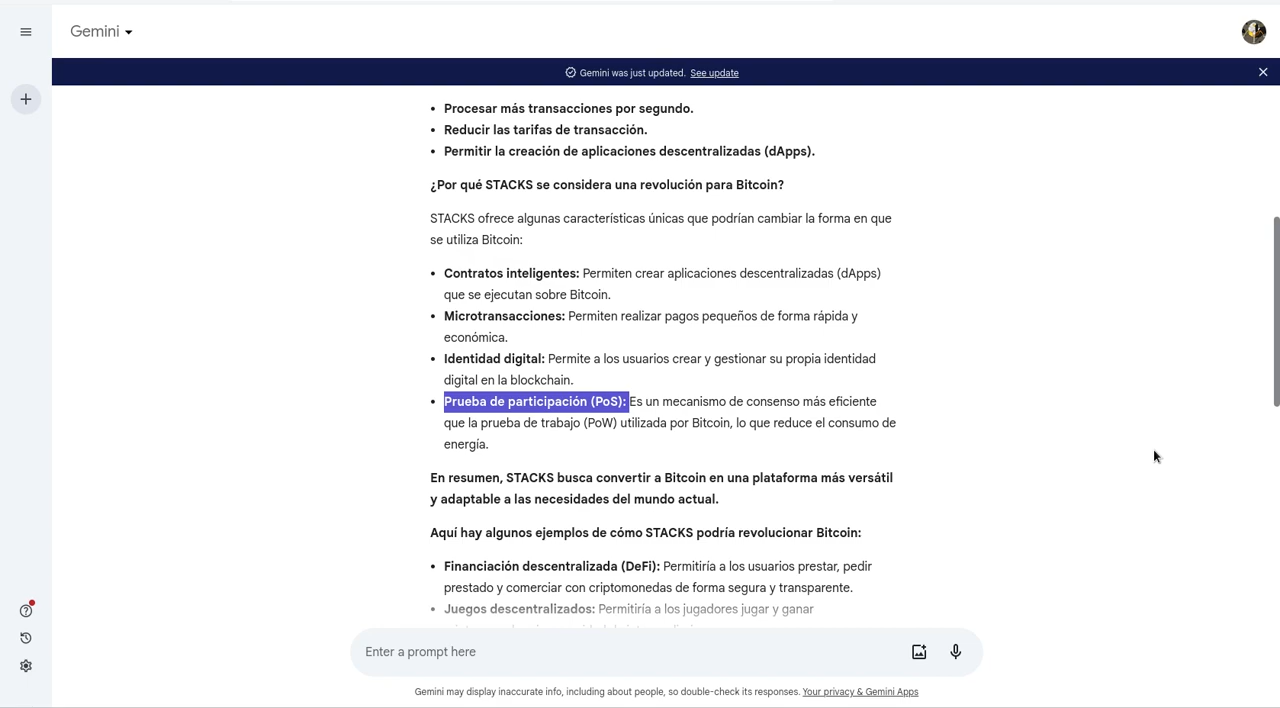 Gemini
Gemini was just updated. See update
• Procesar más transacciones por segundo.
• Reducir las tarifas de transacción.
• Permitir la creación de aplicaciones descentralizadas (dApps).
¿Por qué STACKS se considera una revolución para Bitcoin?
STACKS ofrece algunas características únicas que podrían cambiar la forma en que
se utiliza Bitcoin:
• Contratos inteligentes: Permiten crear aplicaciones descentralizadas (dApps)
que se ejecutan sobre Bitcoin.
• Microtransacciones: Permiten realizar pagos pequeños de forma rápida y
económica.
• Identidad digital: Permite a los usuarios crear y gestionar su propia identidad
digital en la blockchain.
• Prueba de participación (PoS): Es un mecanismo de consenso más eficiente
que la prueba de trabajo (PoW) utilizada por Bitcoin, lo que reduce el consumo de
energía.
En resumen, STACKS busca convertir a Bitcoin en una plataforma más versátil
y adaptable a las necesidades del mundo actual.
Aquí hay algunos ejemplos de cómo STACKS podría revolucionar Bitcoin:
• Financiación descentralizada (DeFi): Permitiría a los usuarios prestar, pedir
prestado y comerciar con criptomonedas de forma segura y transparente.
• Juegos descentralizados: Permitiría a los jugadores jugar y ganar
Enter a prompt here
Gemini may display inaccurate info, including about people, so double-check its responses. Your privacy & Gemini Apps